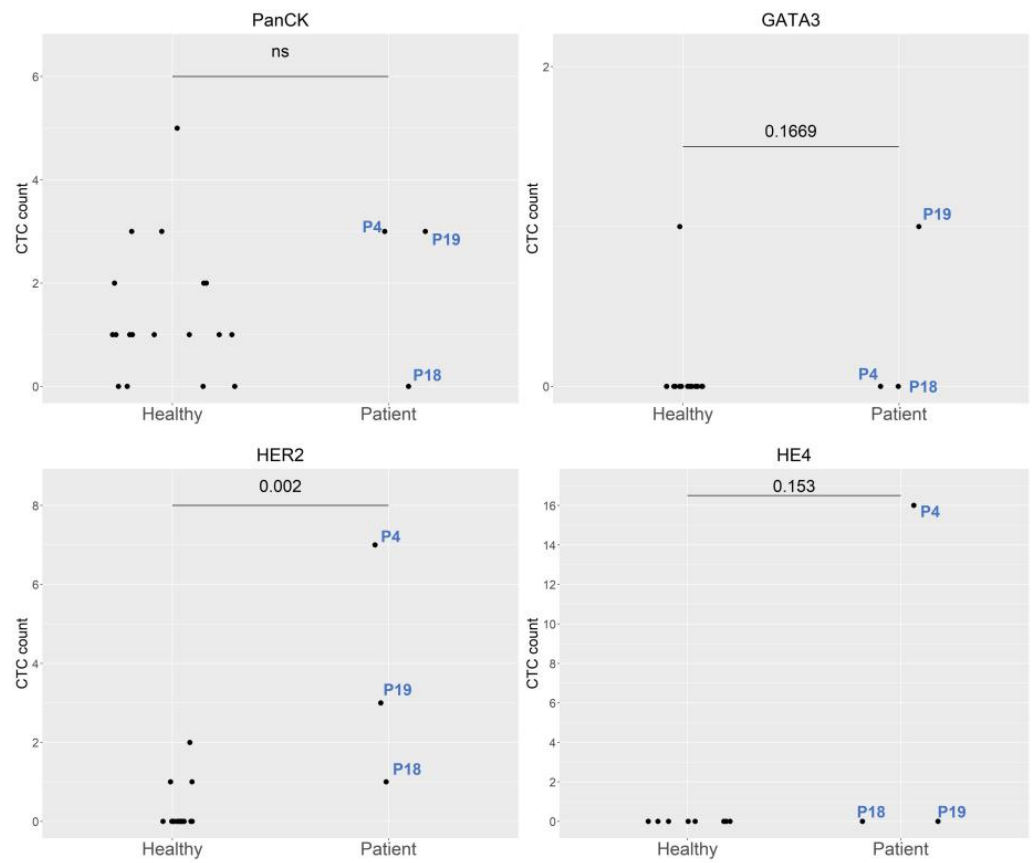 PanCK
ns
6
4
2
0
CTC count
P4
P19
P18
Healthy
Patient
GATA3
0.1669
2
0
CTC count
P19
P4
P18
Healthy
Patient
HER2
0.002
8
6
4
2
0
CTC count
P4
P19
P18
Healthy
Patient
HE4
0.153
16
14
12
10
8
6
4
2
0
CTC count
P4
P18
P19
Healthy
Patient